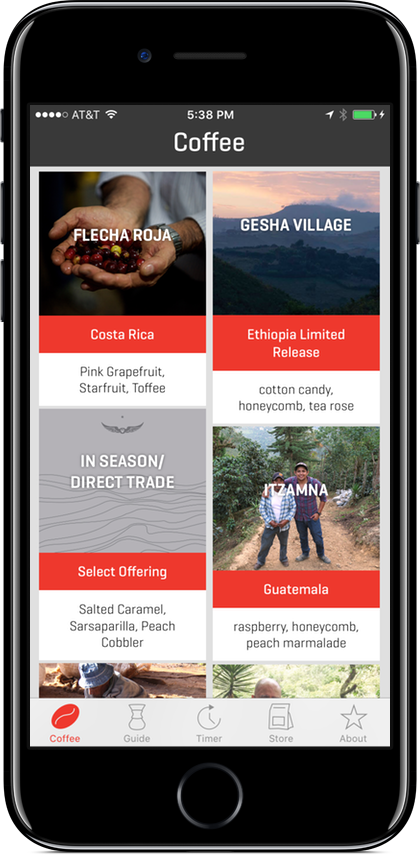 AT&T 5:38 PM
Coffee
FLECHA ROJA
Costa Rica
Pink Grapefruit,
Starfruit, Toffee
GESHA VILLAGE
Ethiopia Limited
Release
cotton candy,
honeycomb, tea rose
IN SEASON/
DIRECT TRADE
Select Offering
Salted Caramel,
Sarsaparilla, Peach
Cobbler
ITZAMNA
Guatemala
raspberry, honeycomb,
peach marmalade
Coffee Guide Timer Store About